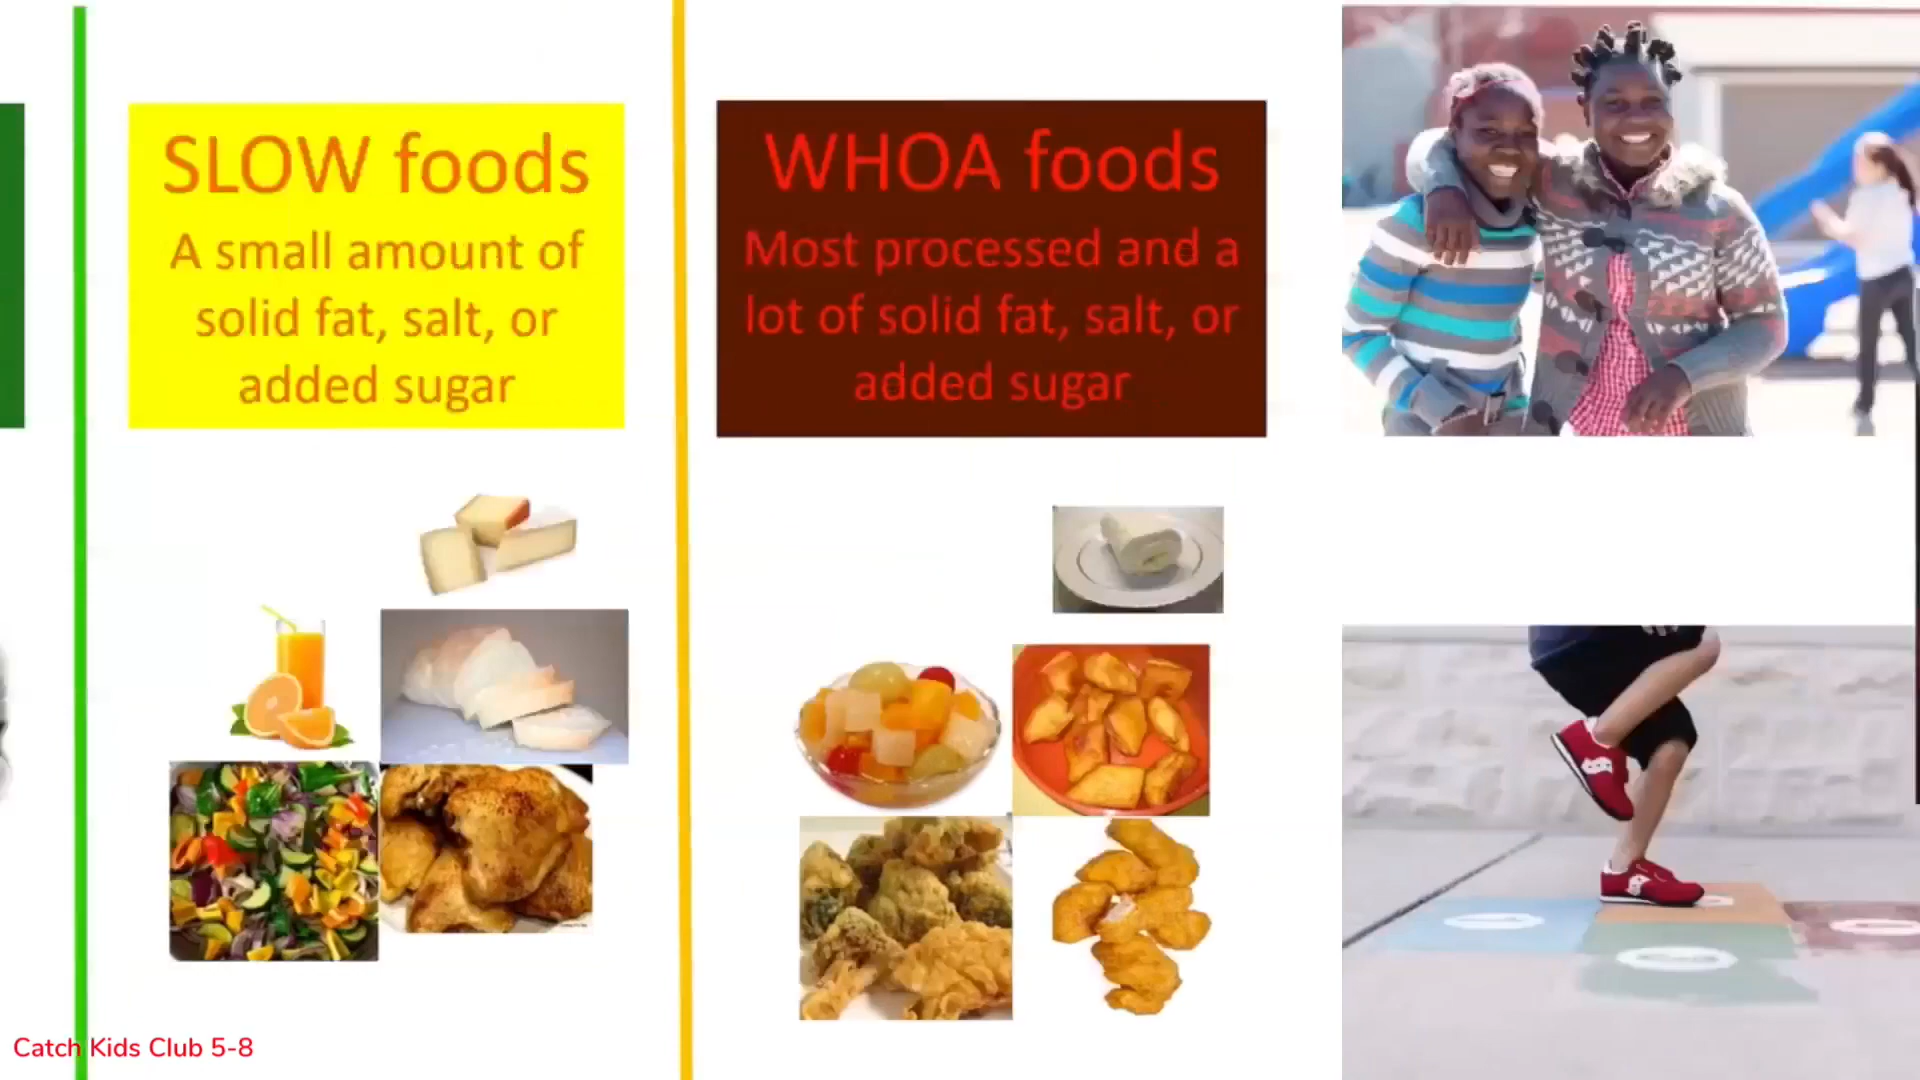 SLOW foods
A small amount of
solid fat, salt, or
added sugar
WHOA foods
Most processed and a
lot of solid fat, salt, or
added sugar
Catch Kids Club 5-8